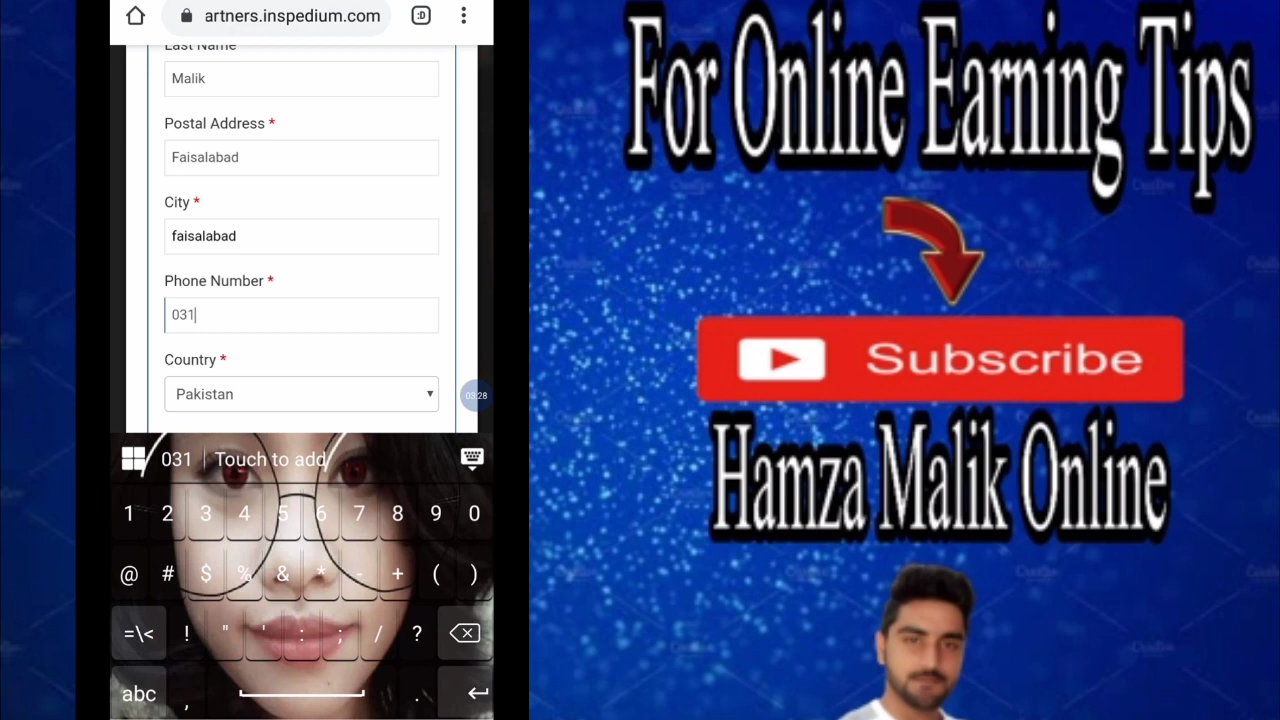 artners.inspedium.com
:D
Last Name
Malik
Postal Address *
Faisalabad
City *
faisalabad
Phone Number *
031
Country *
Pakistan
03:28
031 Touch to add
1 2 3 4 5 6 7 8 9 0
@ # $ % & * - + ( )
=\< ! " ' : ; / ?
abc , .
For Online Earning Tips
Subscribe
Hamza Malik Online